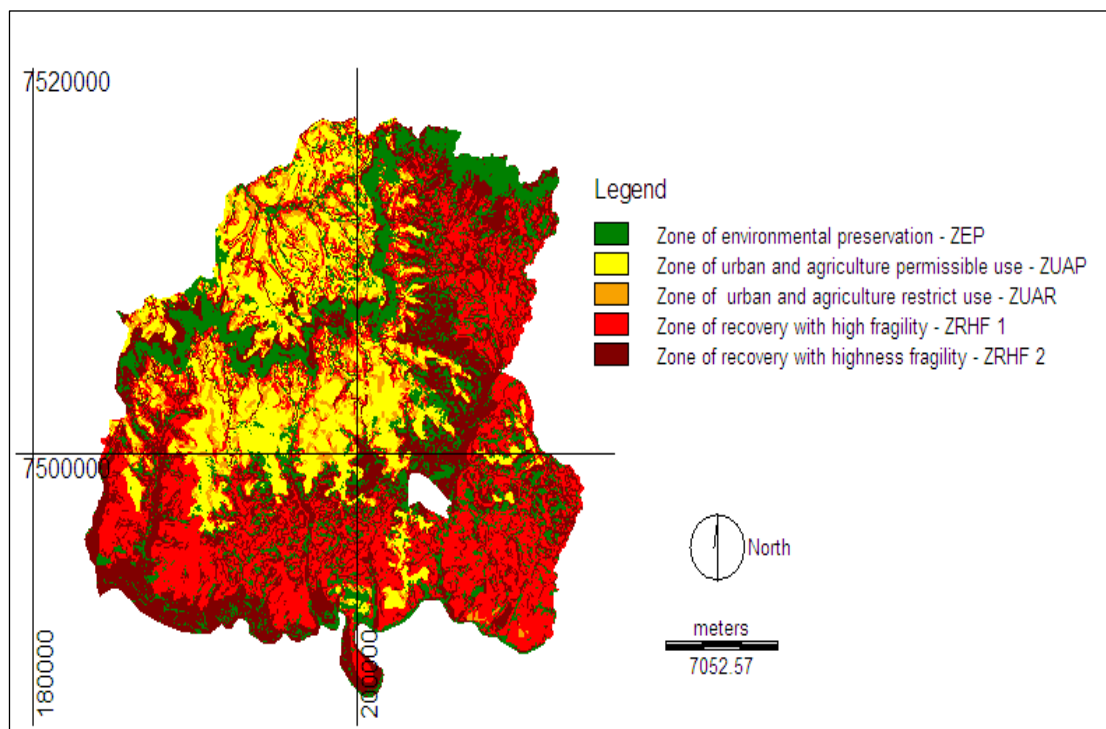 7520000
Legend
Zone of environmental preservation - ZEP
Zone of urban and agriculture permissible use - ZUAP
Zone of urban and agriculture restrict use - ZUAR
Zone of recovery with high fragility - ZRHF 1
Zone of recovery with highness fragility - ZRHF 2
7500000
North
meters
7052.57
180000
200000